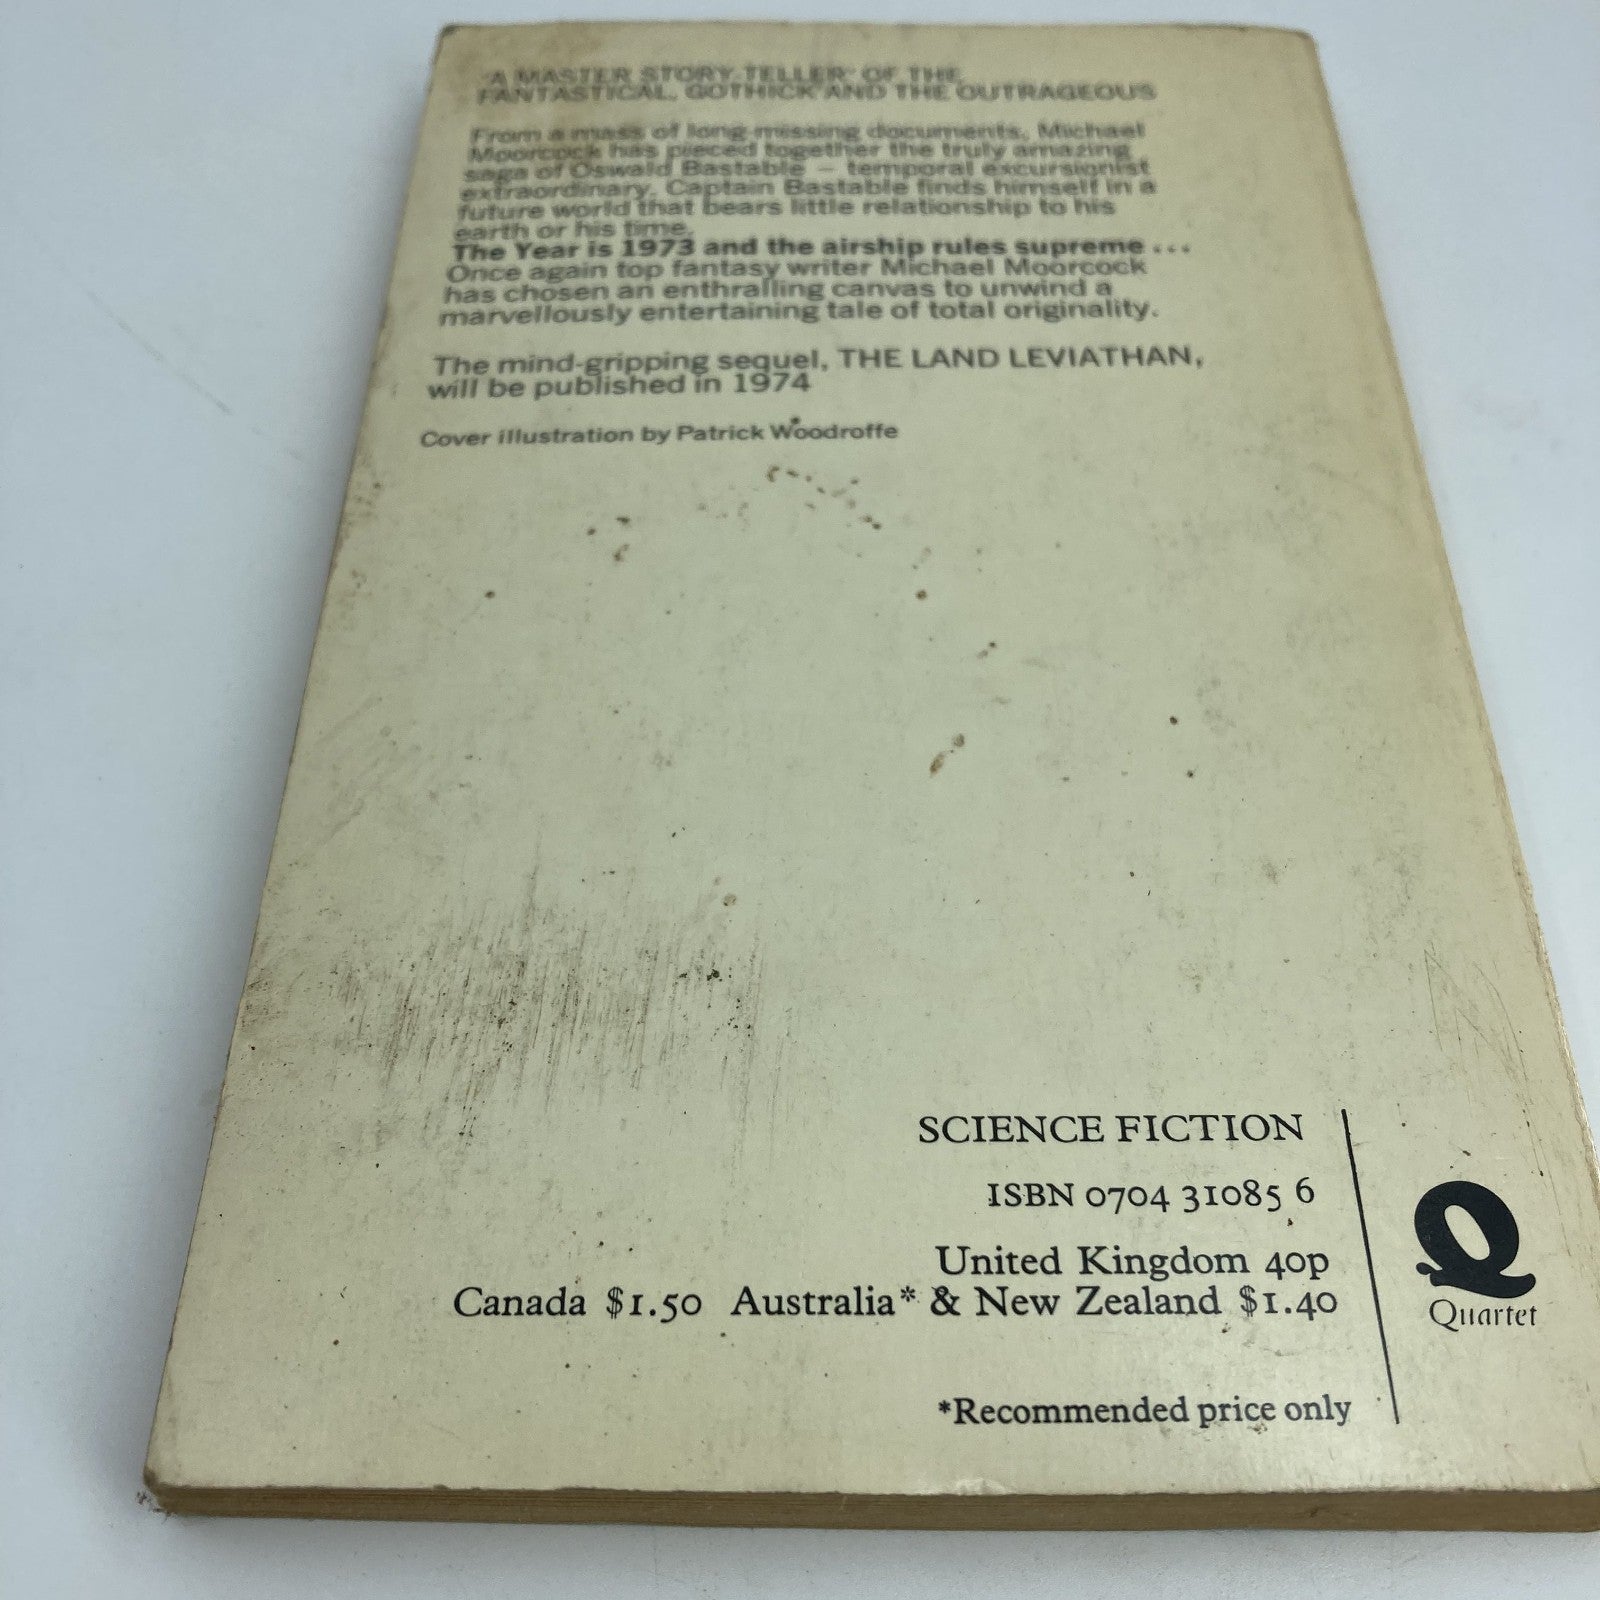 'A MASTER STORY-TELLER' OF THE
FANTASTICAL, GOTHICK AND THE OUTRAGEOUS
From a mass of long-missing documents, Michael
Moorcock has pieced together the truly amazing
saga of Oswald Bastable – temporal excursionist
extraordinary. Captain Bastable finds himself in a
future world that bears little relationship to his
earth or his time.
The Year is 1973 and the airship rules supreme ...
Once again top fantasy writer Michael Moorcock
has chosen an enthralling canvas to unwind a
marvellously entertaining tale of total originality.
The mind-gripping sequel, THE LAND LEVIATHAN,
will be published in 1974
Cover illustration by Patrick Woodroffe
SCIENCE FICTION
ISBN 0704 31085 6
United Kingdom 40p
Canada $1.50 Australia* & New Zealand $1.40
*Recommended price only
Q
Quartet